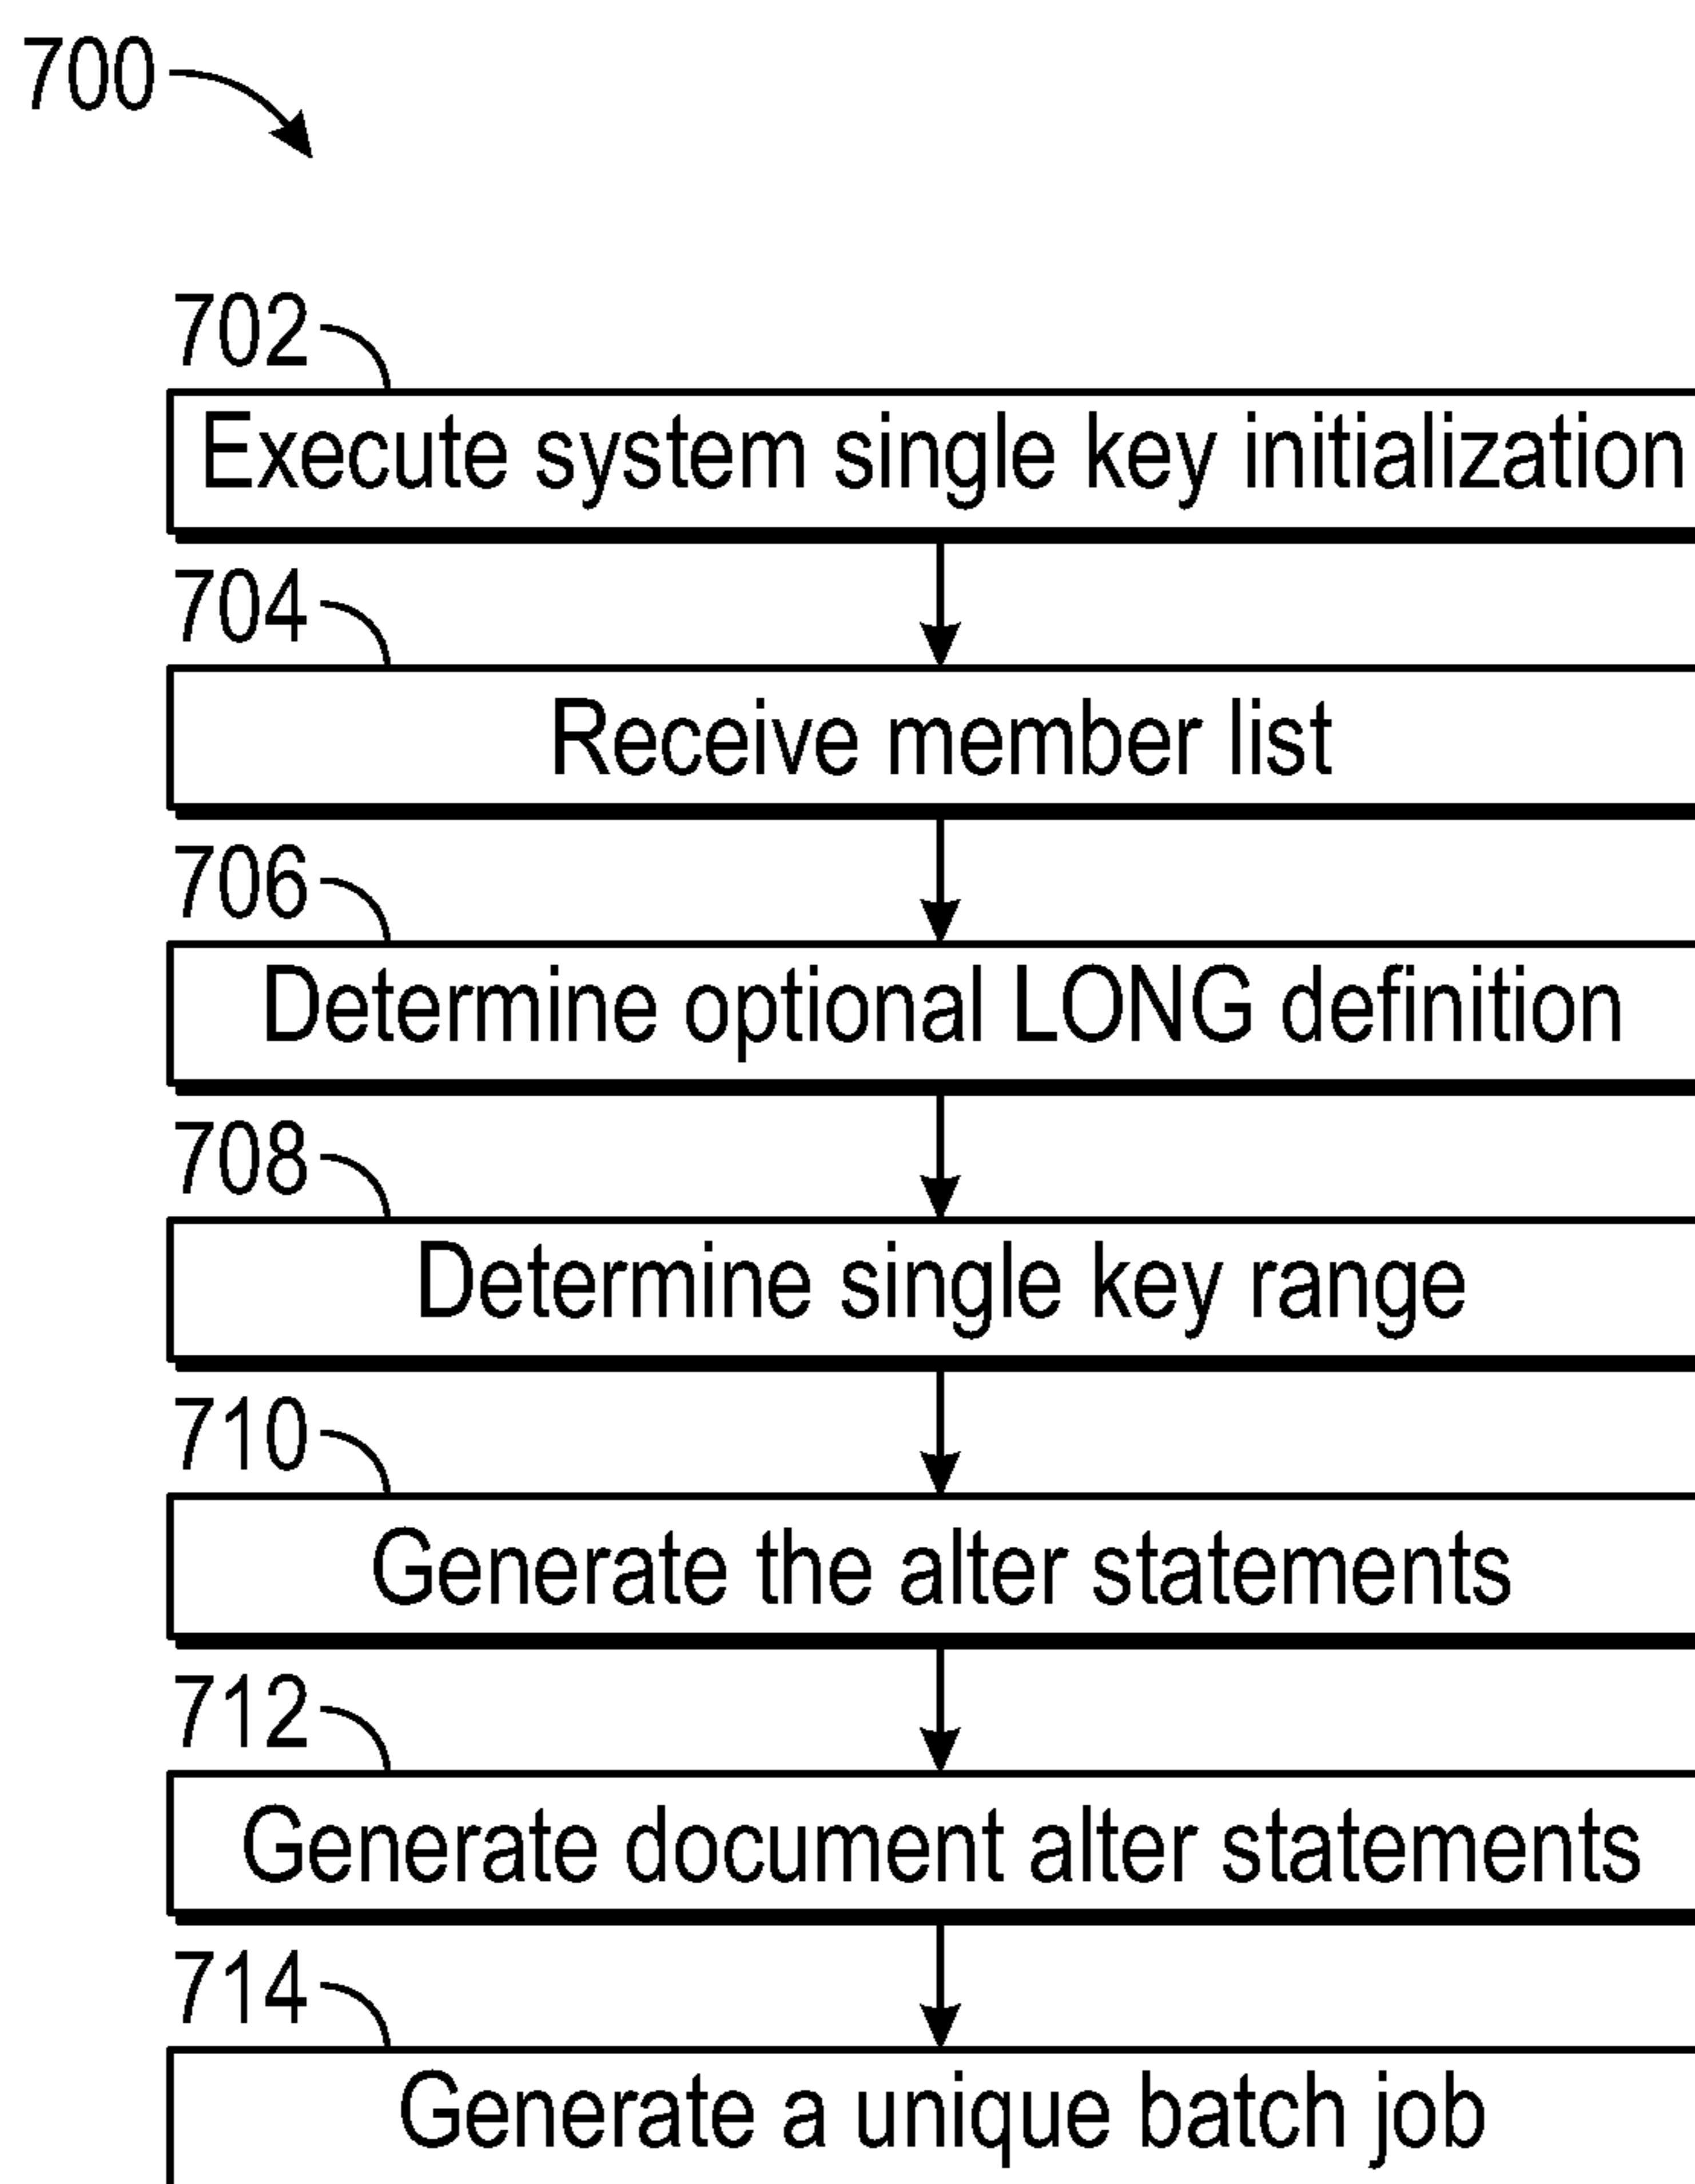 700
702
Execute system single key initialization
704
Receive member list
706
Determine optional LONG definition
708
Determine single key range
710
Generate the alter statements
712
Generate document alter statements
714
Generate a unique batch job